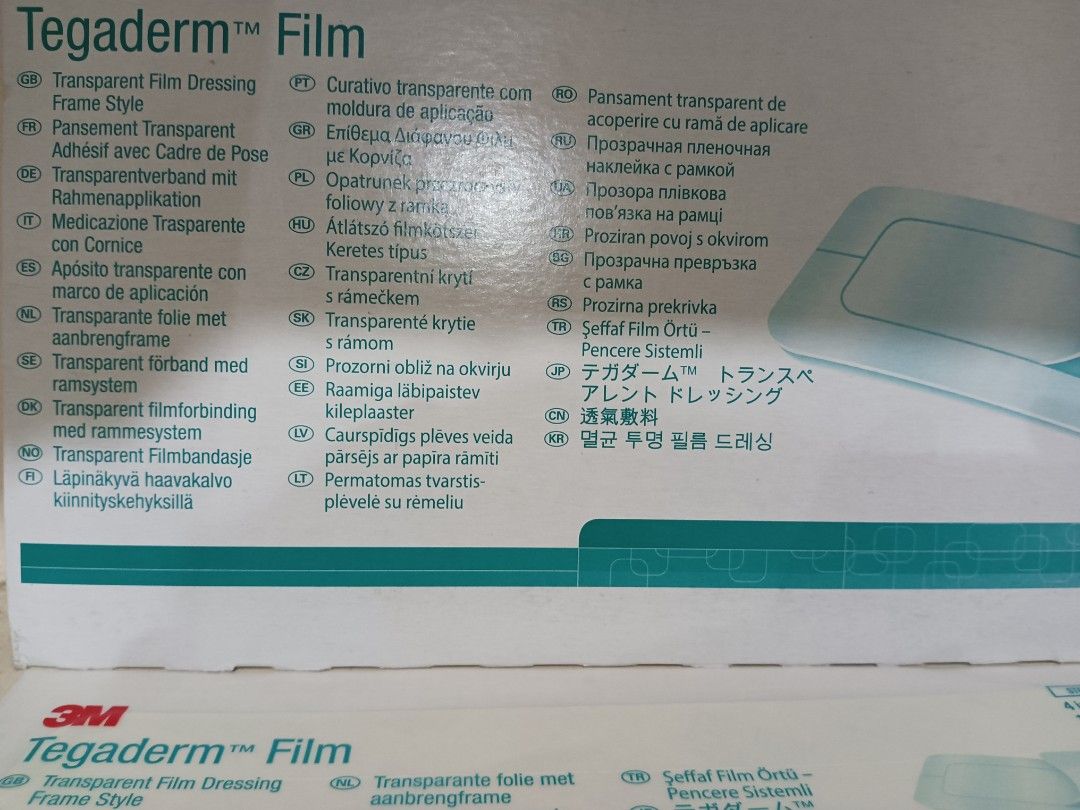 Tegaderm™ Film
GB Transparent Film Dressing
Frame Style
FR Pansement Transparent
Adhésif avec Cadre de Pose
DE Transparentverband mit
Rahmenapplikation
IT Medicazione Trasparente
con Cornice
ES Apósito transparente con
marco de aplicación
NL Transparante folie met
aanbrengframe
SE Transparent förband med
ramsystem
DK Transparent filmforbinding
med rammesystem
NO Transparent Filmbandasje
FI Läpinäkyvä haavakalvo
kiinnityskehyksillä
PT Curativo transparente com
moldura de aplicação
GR Επίθεμα Διάφανου Φιλμ
με Κορνίζα
PL Opatrunek
foliowy z ramką
HU Átlátszó filmkötszer
Keretes típus
CZ Transparentní krytí
s rámečkem
SK Transparenté krytie
s rámom
SI Prozorni obliž na okvirju
EE Raamiga läbipaistev
kileplaaster
LV Caurspīdīgs plēves veida
pārsējs ar papīra rāmīti
LT Permatomas tvarstis-
plėvelė su rėmeliu
RO Pansament transparent de
acoperire cu ramă de aplicare
RU Прозрачная пленочная
наклейка с рамкой
UA Прозора плівкова
пов’язка на рамці
HR Proziran povoj s okvirom
BG Прозрачна превръзка
с рамка
RS Prozirna prekrivka
TR Şeffaf Film Örtü –
Pencere Sistemli
JP テガダーム™ トランスペ
アレント ドレッシング
CN 透氣敷料
KR 멸균 투명 필름 드레싱
3M
Tegaderm™ Film
GB Transparent Film Dressing
Frame Style
NL Transparante folie met
aanbrengframe
TR Şeffaf Film Örtü –
Pencere Sistemli